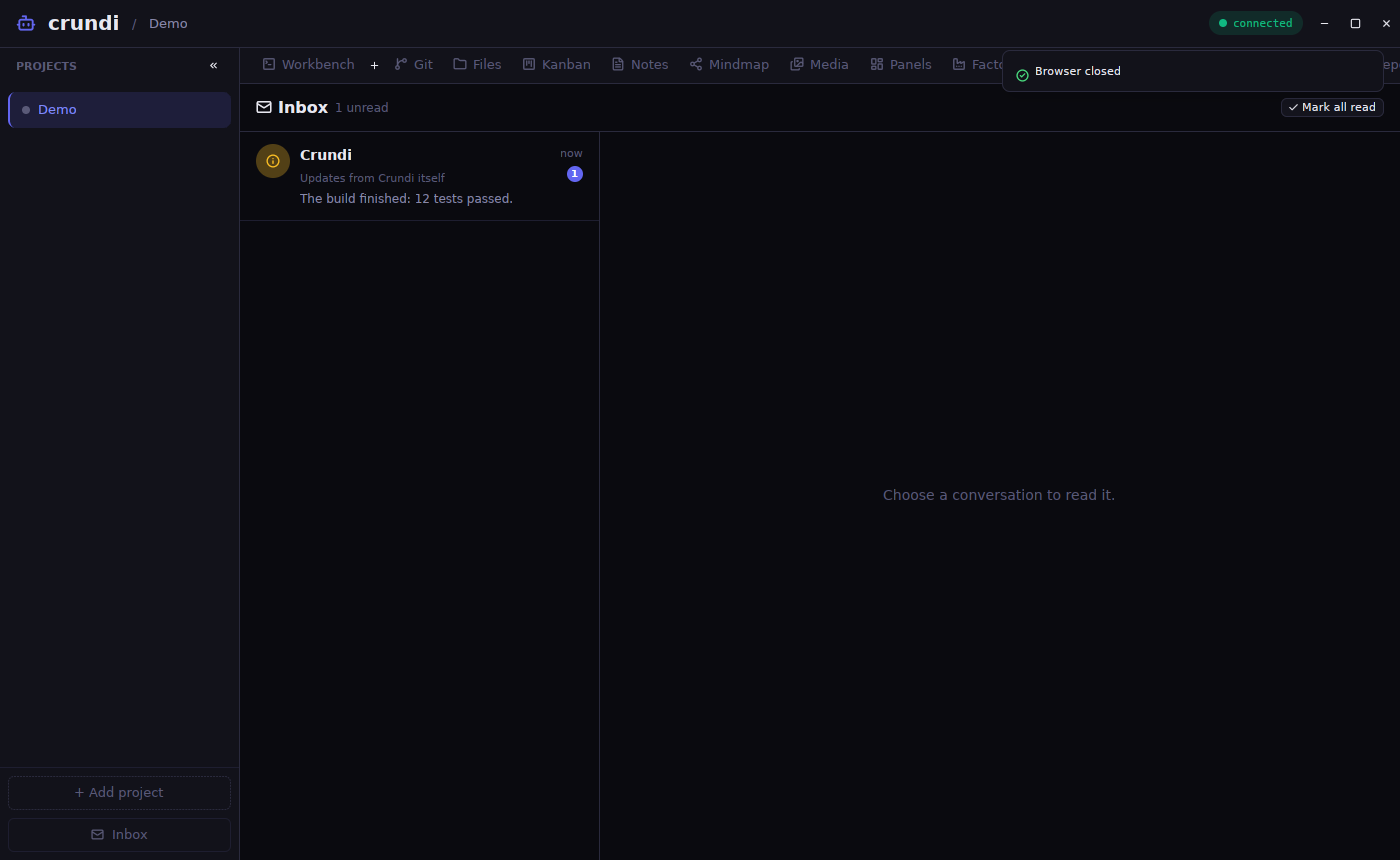 crundi / Demo
connected
PROJECTS «
Workbench + Git Files Kanban Notes Mindmap Media Panels
Browser closed
Demo
Inbox 1 unread
Mark all read
Crundi now
Updates from Crundi itself 1
The build finished: 12 tests passed.
Choose a conversation to read it.
+ Add project
Inbox